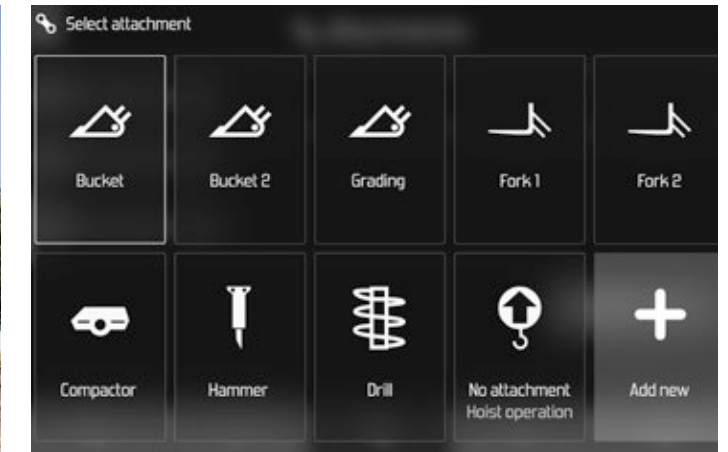 Select attachment
Bucket
Bucket 2
Grading
Fork 1
Fork 2
Compactor
Hammer
Drill
No attachment
Hoist operation
Add new